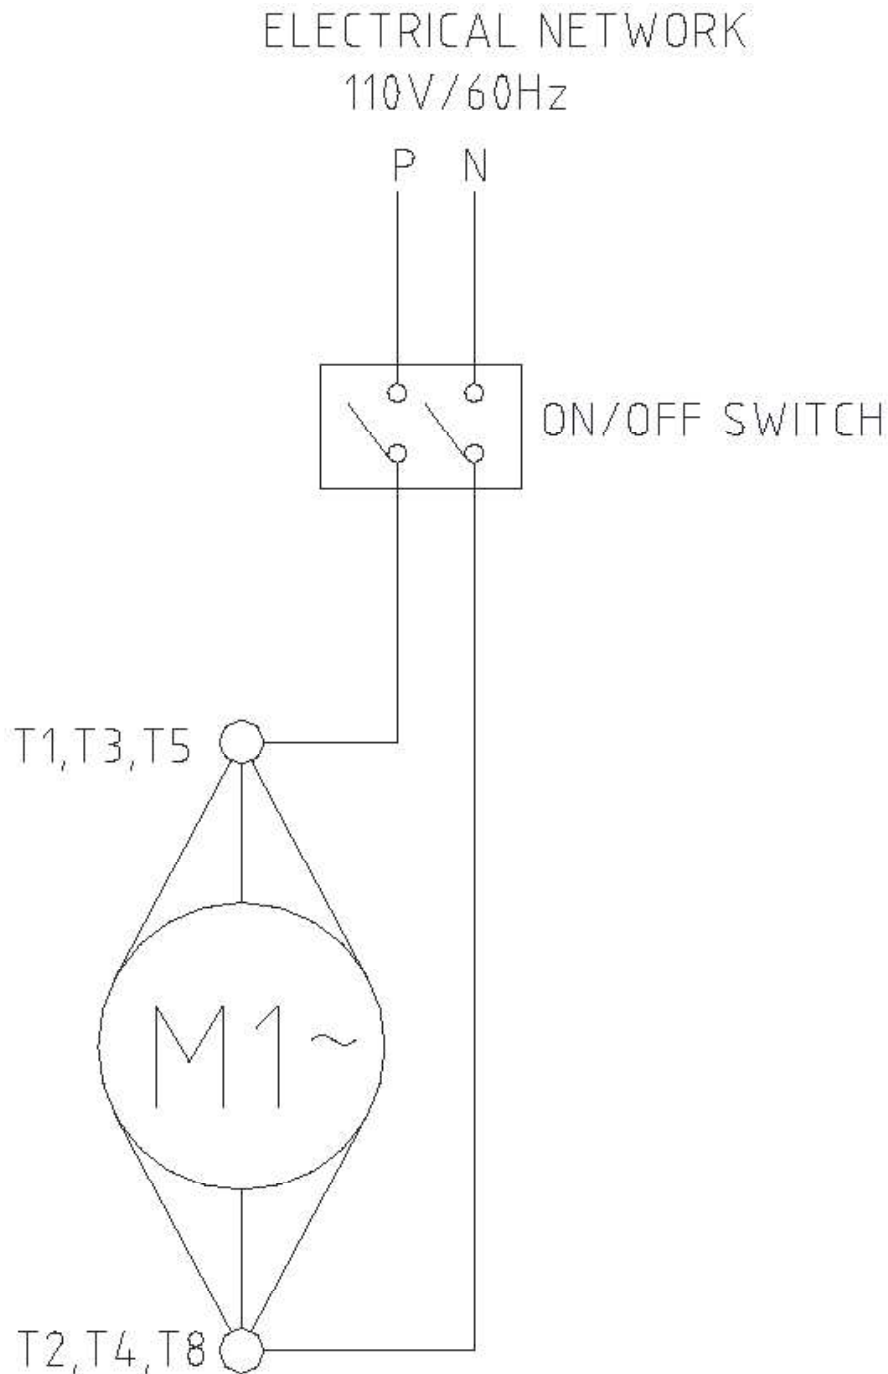 ELECTRICAL NETWORK
110V/60Hz
P N
ON/OFF SWITCH
T1,T3,T5
M1~
T2,T4,T8